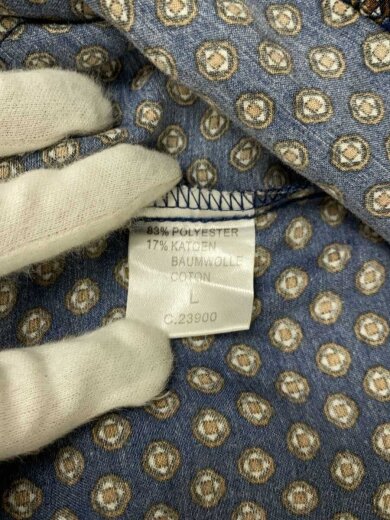 83% POLYESTER
17% KATOEN
BAUMWOLLE
COTON
L
C.23900